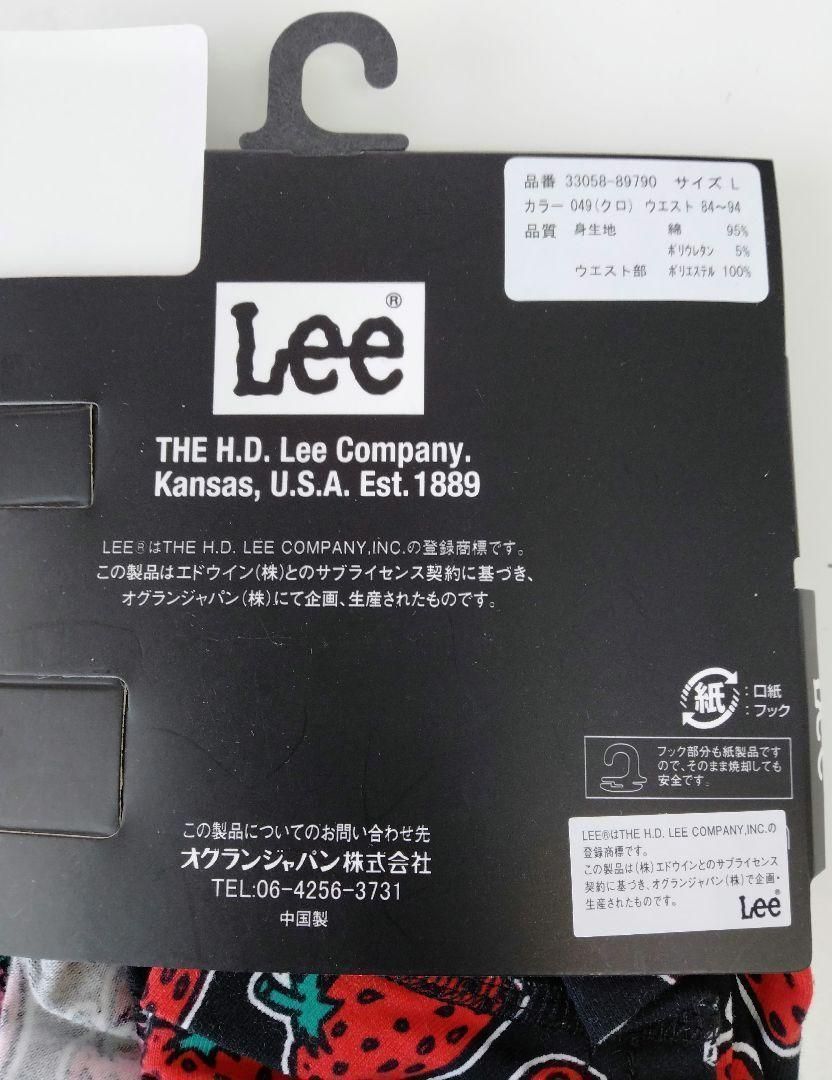 品番 33058-89790 サイズ L
カラー 049(クロ) ウエスト 84～94
品質 身生地 綿 95%
ポリウレタン 5%
ウエスト部 ポリエステル 100%
Lee®
THE H.D. Lee Company.
Kansas, U.S.A. Est.1889
LEE®はTHE H.D. LEE COMPANY,INC.の登録商標です。
この製品はエドウイン(株)とのサブライセンス契約に基づき、
オグランジャパン(株)にて企画、生産されたものです。
紙 :口紙
:フック
フック部分も紙製品です
ので、そのまま焼却しても
安全です。
Lee
LEE®はTHE H.D. LEE COMPANY,INC.の
登録商標です。
この製品は(株)エドウインとのサブライセンス
契約に基づき、オグランジャパン(株)で企画・
生産されたものです。
Lee
この製品についてのお問い合わせ先
オグランジャパン株式会社
TEL:06-4256-3731
中国製